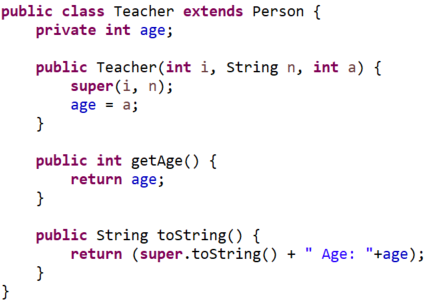 public class Teacher extends Person {
    private int age;

    public Teacher(int i, String n, int a) {
        super(i, n);
        age = a;
    }

    public int getAge() {
        return age;
    }

    public String toString() {
        return (super.toString() + " Age: "+age);
    }
}